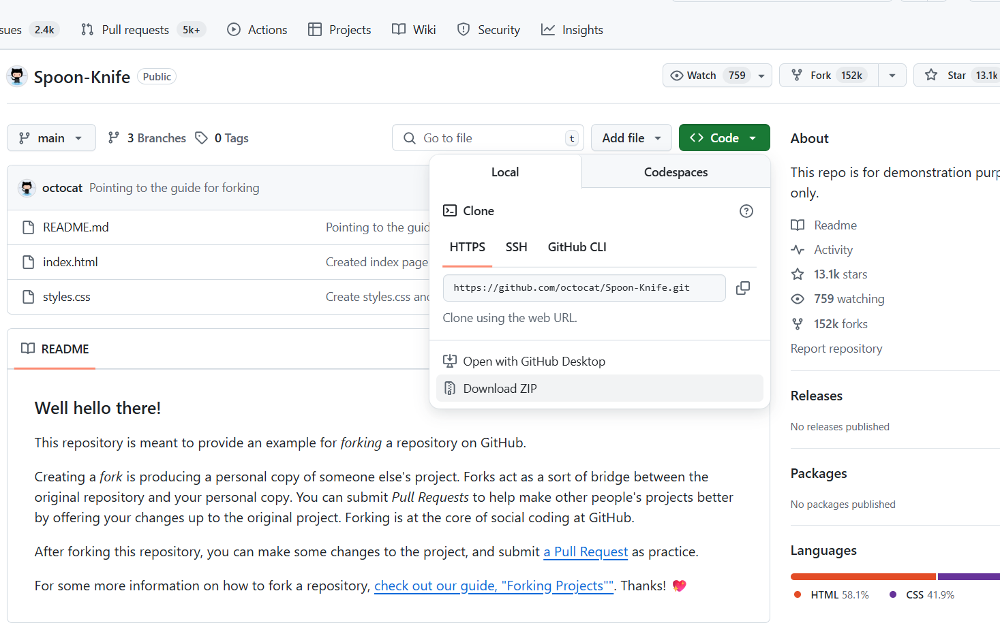 sues 2.4k Pull requests 5k+ Actions Projects Wiki Security Insights
Spoon-Knife Public Watch 759 Fork 152k Star 13.1k
main 3 Branches 0 Tags Go to file t Add file <> Code
About
Local Codespaces
This repo is for demonstration purp
only.
octocat Pointing to the guide for forking
Clone
README.md Pointing to the guid
Readme
HTTPS SSH GitHub CLI
Activity
index.html Created index page
13.1k stars
https://github.com/octocat/Spoon-Knife.git
styles.css Create styles.css and
759 watching
Clone using the web URL.
152k forks
README
Report repository
Open with GitHub Desktop
Download ZIP
Releases
No releases published
Well hello there!
This repository is meant to provide an example for forking a repository on GitHub.
Creating a fork is producing a personal copy of someone else's project. Forks act as a sort of bridge between the
original repository and your personal copy. You can submit Pull Requests to help make other people's projects better
by offering your changes up to the original project. Forking is at the core of social coding at GitHub.
Packages
No packages published
After forking this repository, you can make some changes to the project, and submit a Pull Request as practice.
Languages
For some more information on how to fork a repository, check out our guide, "Forking Projects"". Thanks! 💖
HTML 58.1% CSS 41.9%